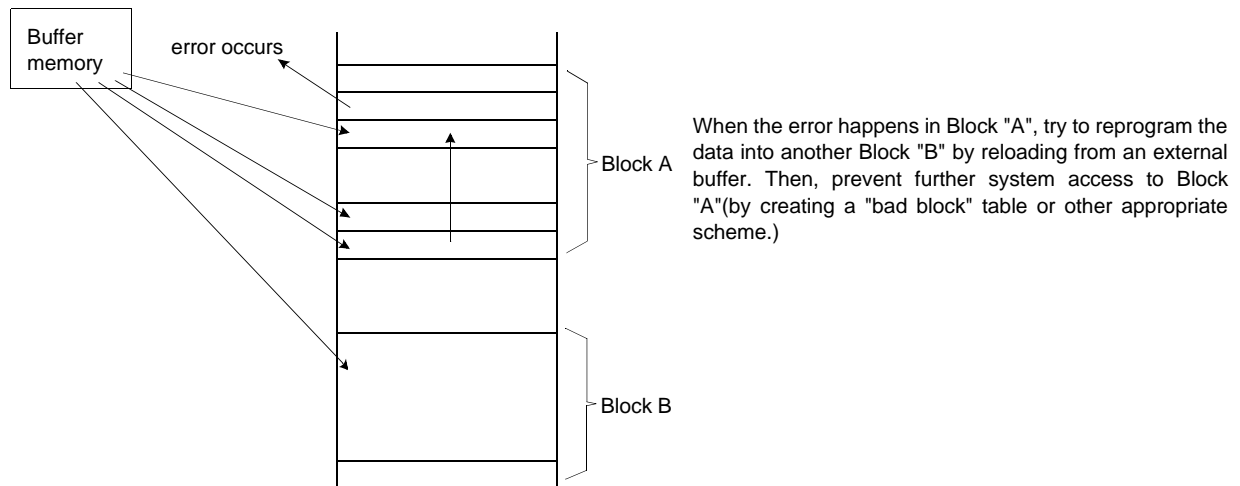 Buffer
memory
error occurs
Block A
When the error happens in Block "A", try to reprogram the
data into another Block "B" by reloading from an external
buffer. Then, prevent further system access to Block
"A"(by creating a "bad block" table or other appropriate
scheme.)
Block B